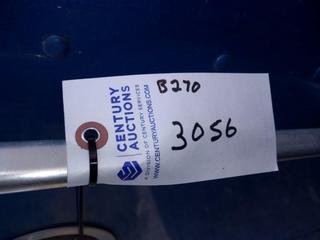 CENTURY
AUCTIONS
A DIVISION OF CENTURY SERVICES
WWW.CENTURYAUCTIONS.COM
B270
3056